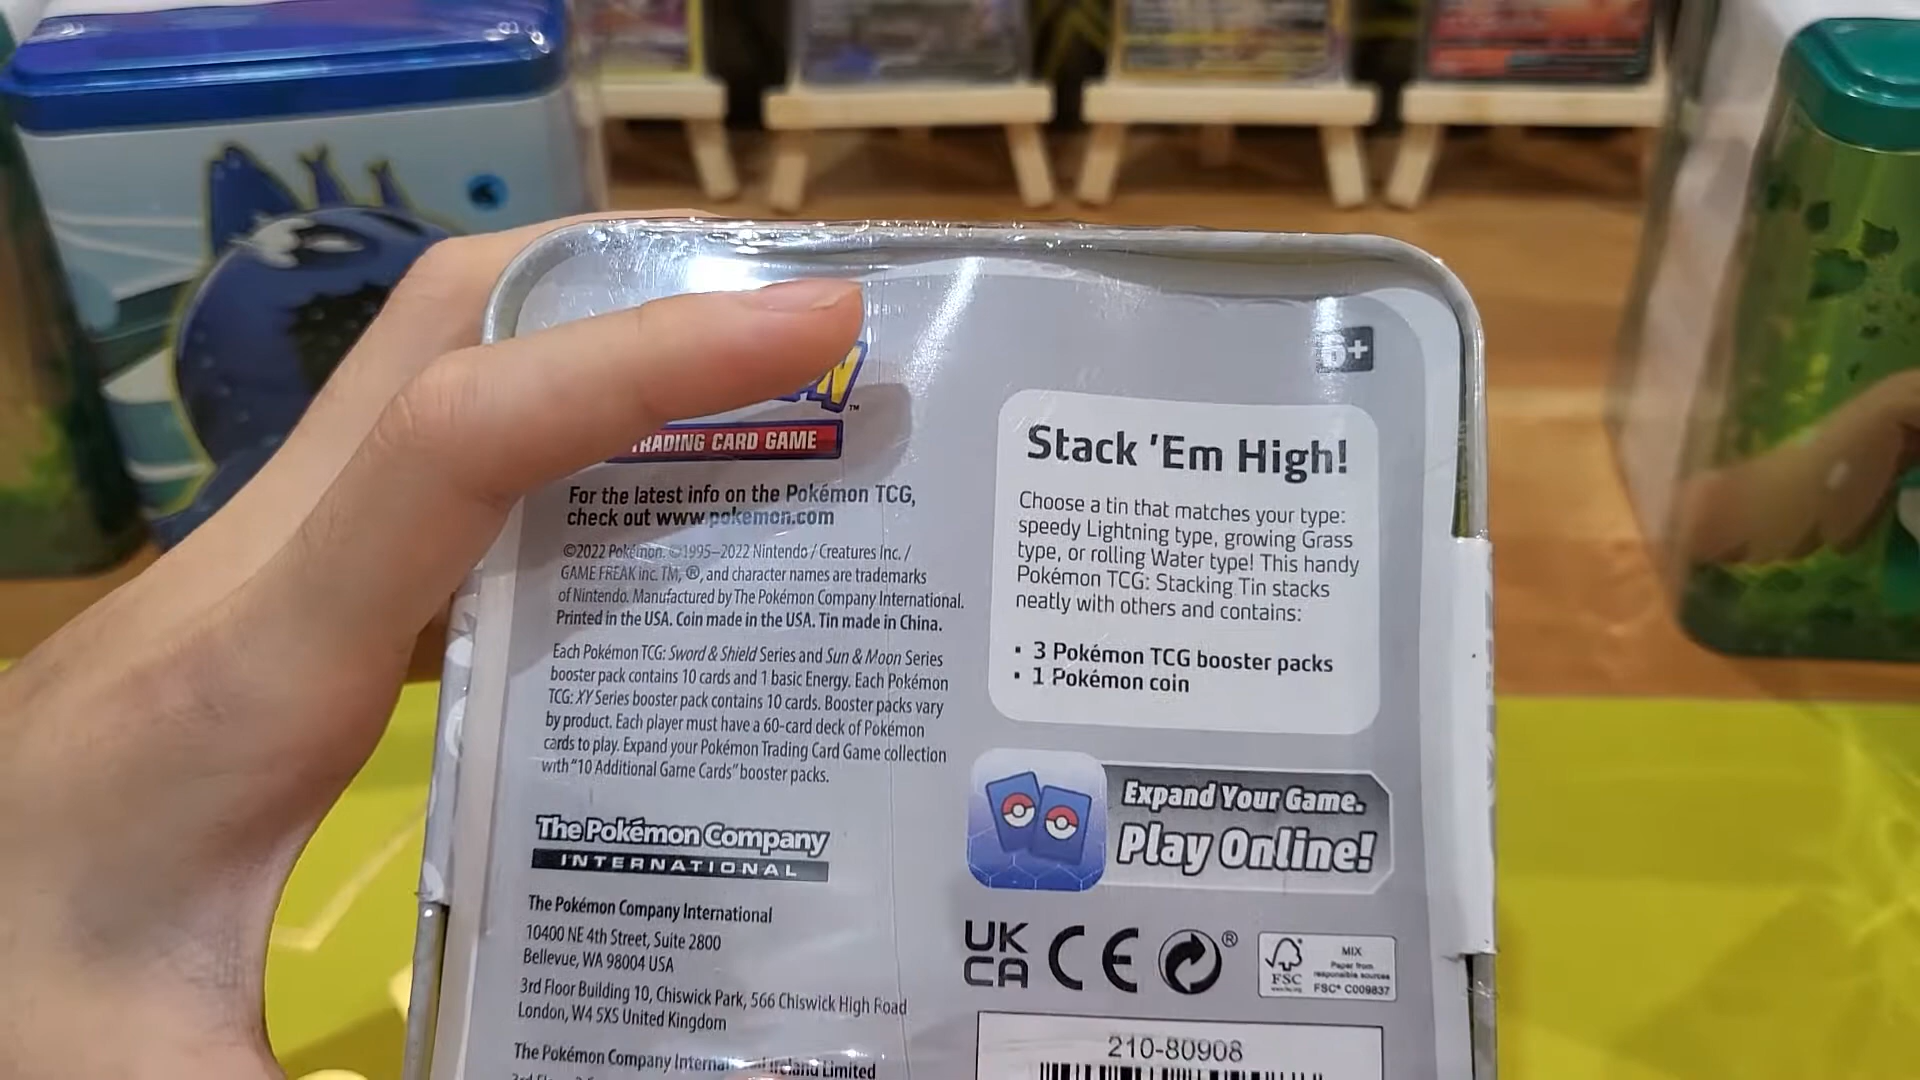 TRADING CARD GAME
For the latest info on the Pokémon TCG,
check out www.pokemon.com
©2022 Pokémon. ©1995–2022 Nintendo / Creatures Inc. /
GAME FREAK inc. TM, ®, and character names are trademarks
of Nintendo. Manufactured by The Pokémon Company International.
Printed in the USA. Coin made in the USA. Tin made in China.
Each Pokémon TCG: Sword & Shield Series and Sun & Moon Series
booster pack contains 10 cards and 1 basic Energy. Each Pokémon
TCG: XY Series booster pack contains 10 cards. Booster packs vary
by product. Each player must have a 60-card deck of Pokémon
cards to play. Expand your Pokémon Trading Card Game collection
with "10 Additional Game Cards" booster packs.
The Pokémon Company
INTERNATIONAL
The Pokémon Company International
10400 NE 4th Street, Suite 2800
Bellevue, WA 98004 USA
3rd Floor Building 10, Chiswick Park, 566 Chiswick High Road
London, W4 5XS United Kingdom
The Pokémon Company International Ireland Limited
6+
Stack 'Em High!
Choose a tin that matches your type:
speedy Lightning type, growing Grass
type, or rolling Water type! This handy
Pokémon TCG: Stacking Tin stacks
neatly with others and contains:
• 3 Pokémon TCG booster packs
• 1 Pokémon coin
Expand Your Game.
Play Online!
UK
CA
CE
®
FSC
MIX
Paper from
responsible sources
FSC® C009837
210-80908